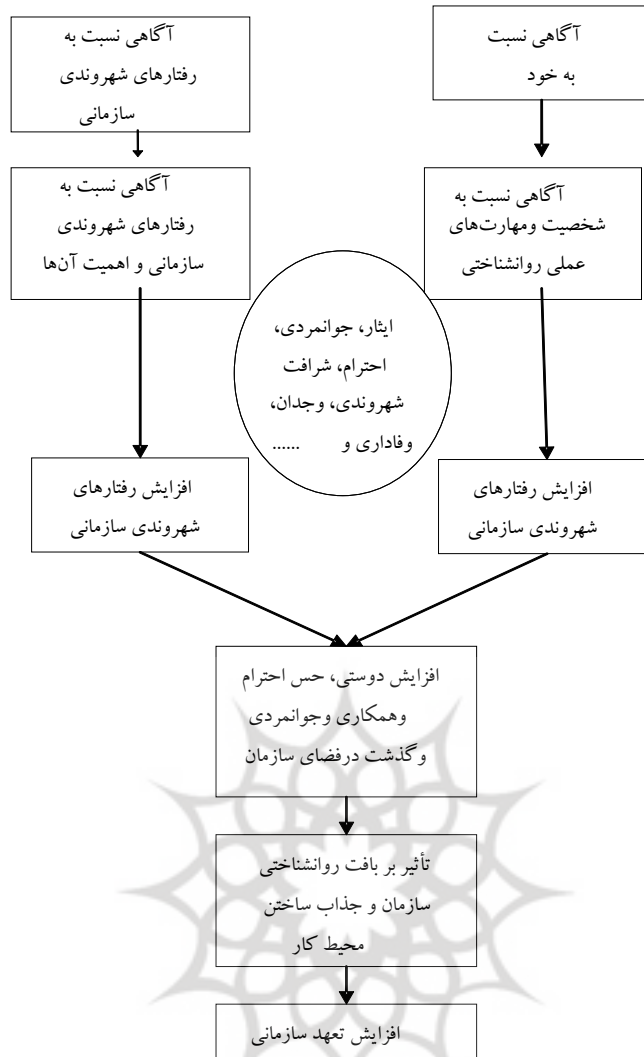 آگاهی نسبت
به خود
آگاهی نسبت به
رفتارهای شهروندی
سازمانی
آگاهی نسبت به
شخصیت ومهارت‌های
عملی روانشناختی
آگاهی نسبت به
رفتارهای شهروندی
سازمانی و اهمیت آن‌ها
ایثار، جوانمردی،
احترام، شرافت
شهروندی، وجدان،
وفاداری و ......
افزایش رفتارهای
شهروندی سازمانی
افزایش رفتارهای
شهروندی سازمانی
افزایش دوستی، حس احترام
وهمکاری وجوانمردی
وگذشت درفضای سازمان
تأثیر بر بافت روانشناختی
سازمان و جذاب ساختن
محیط کار
افزایش تعهد سازمانی